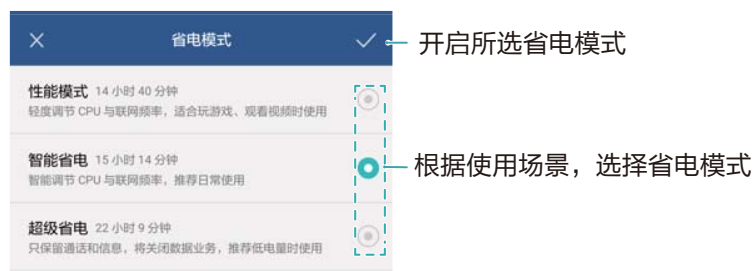 省电模式
开启所选省电模式
性能模式 14 小时 40 分钟
轻度调节 CPU 与联网频率，适合玩游戏、观看视频时使用
智能省电 15 小时 14 分钟
智能调节 CPU 与联网频率，推荐日常使用
根据使用场景，选择省电模式
超级省电 22 小时 9 分钟
只保留通话和信息，将关闭数据业务，推荐低电量时使用